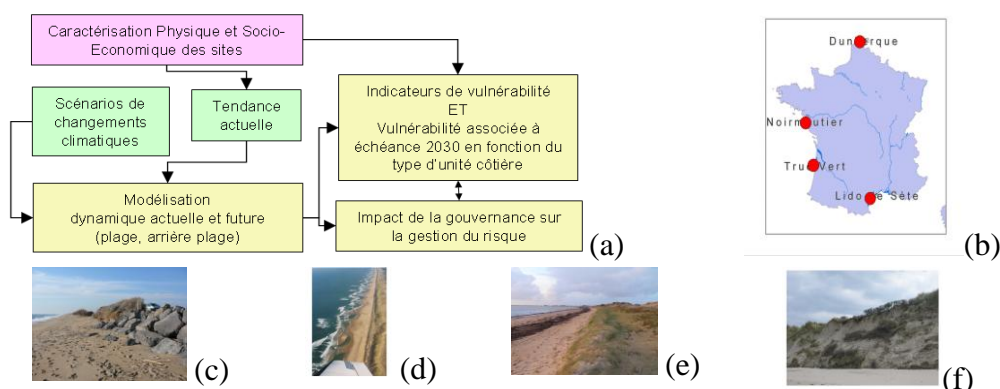 Caractérisation Physique et Socio-
Economique des sites
Scénarios de
changements
climatiques
Tendance
actuelle
Indicateurs de vulnérabilité
ET
Vulnérabilité associée à
échéance 2030 en fonction du
type d'unité côtière
Modélisation
dynamique actuelle et future
(plage, arrière plage)
Impact de la gouvernance sur
la gestion du risque
(a)
Noirmoutier
(b)
(c)
(d)
(e)
(f)